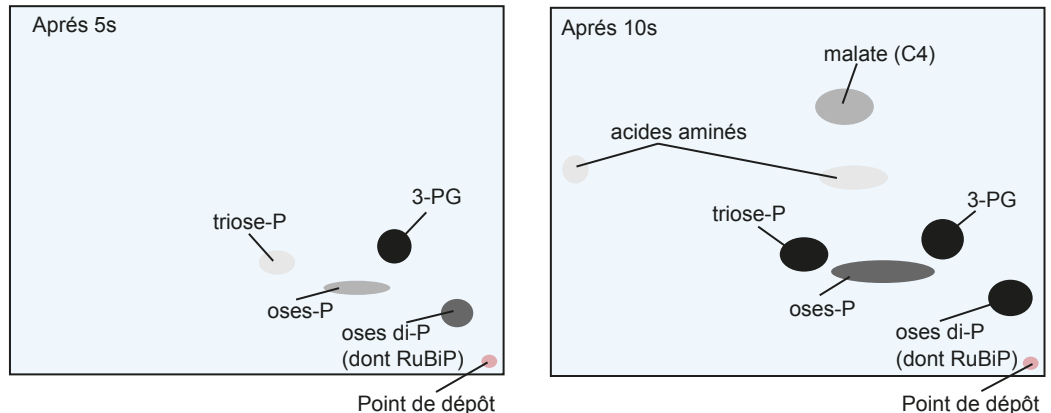 Aprés 5s
3-PG
triose-P
oses-P
oses di-P
(dont RuBiP)
Point de dépôt
Aprés 10s
malate (C4)
acides aminés
3-PG
triose-P
oses-P
oses di-P
(dont RuBiP)
Point de dépôt